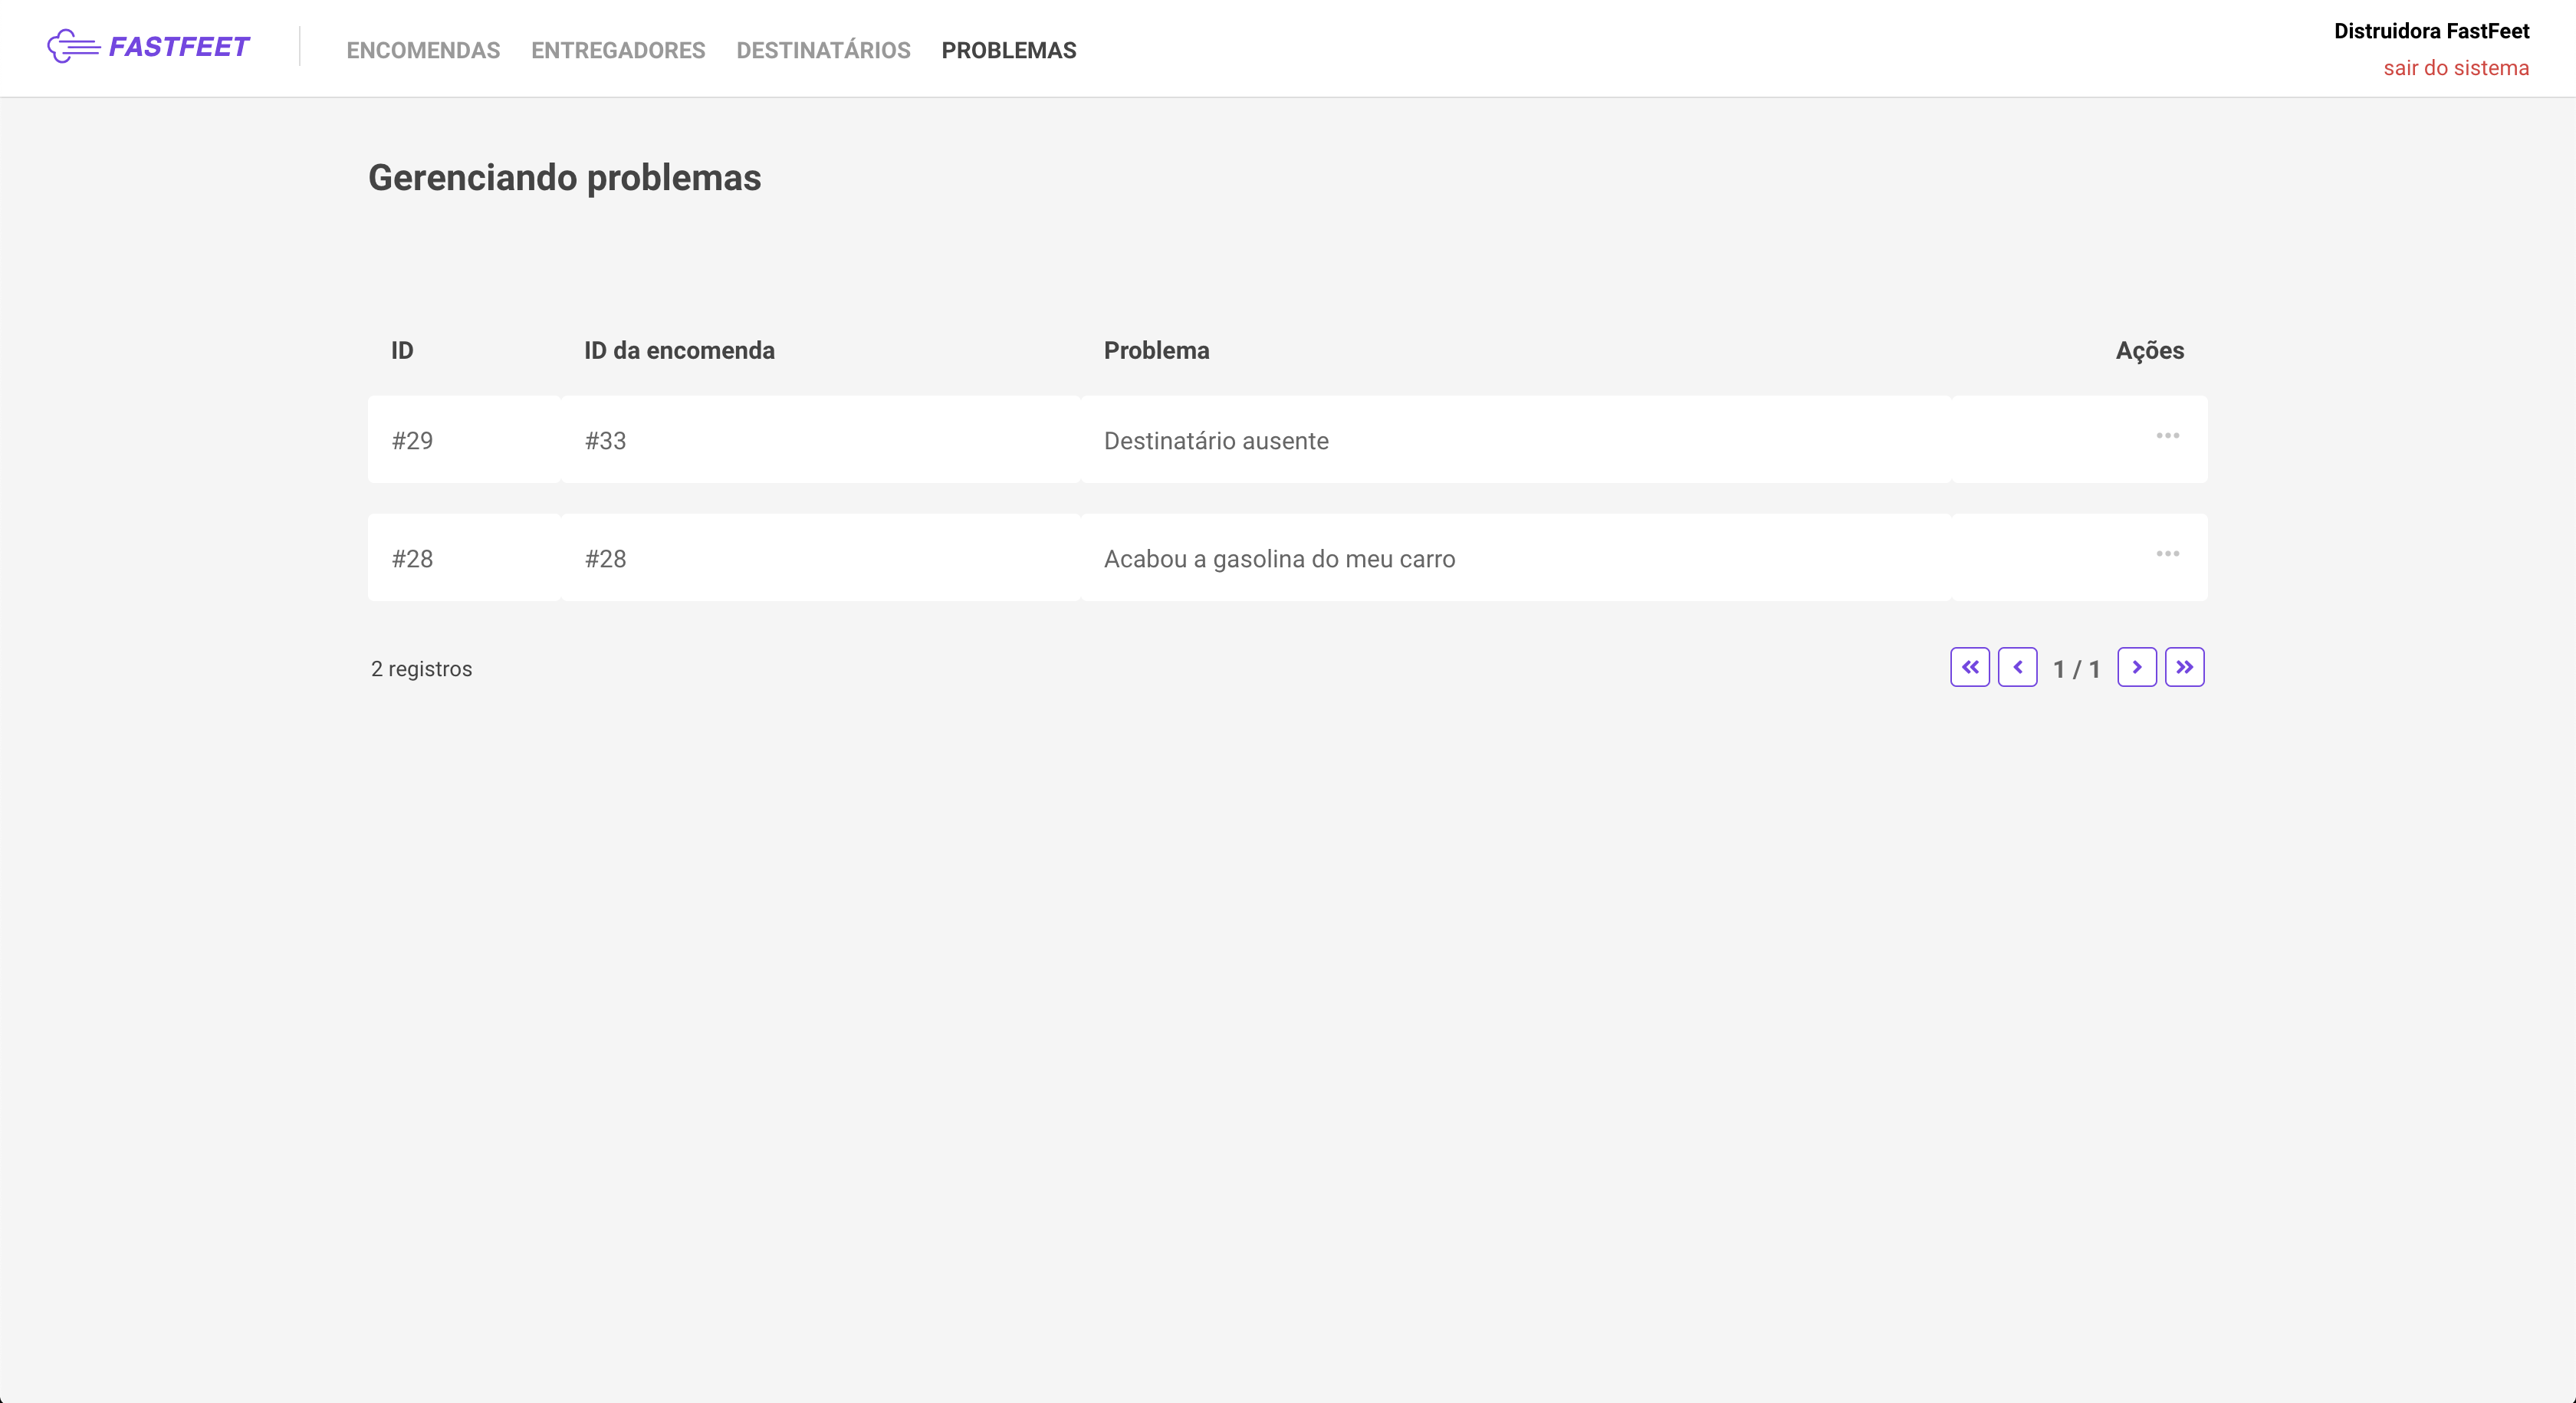 FASTFEET ENCOMENDAS ENTREGADORES DESTINATÁRIOS PROBLEMAS Distruidora FastFeet
sair do sistema
Gerenciando problemas
ID ID da encomenda Problema Ações
#29 #33 Destinatário ausente
#28 #28 Acabou a gasolina do meu carro
2 registros 1 / 1